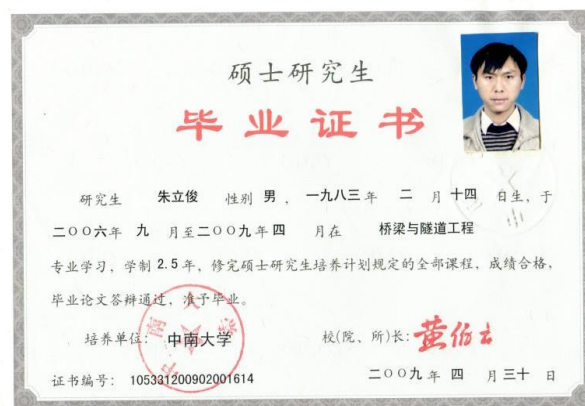 硕士研究生
毕业证书
研究生 朱立俊 性别 男 ， 一九八三 年 二 月 十四 日生，于
二〇〇六年 九 月至二〇〇九年 四 月在 桥梁与隧道工程
专业学习，学制 2.5 年，修完硕士研究生培养计划规定的全部课程，成绩合格，
毕业论文答辩通过，准予毕业。
培养单位： 中南大学 校(院、所)长: 黄伯云
证书编号： 105331200902001614 二〇〇九 年 四 月 三十 日
中南大学